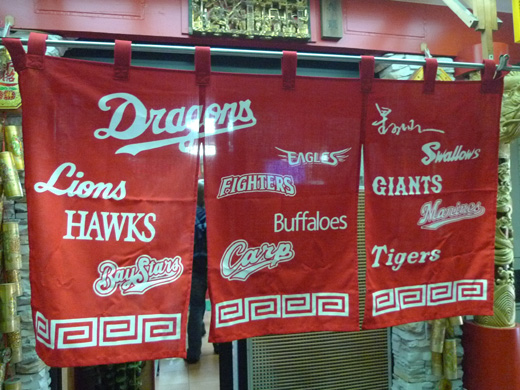 Dragons
Lions
HAWKS
BayStars
EAGLES
FIGHTERS
Buffaloes
Carp
Swallows
GIANTS
Marines
Tigers